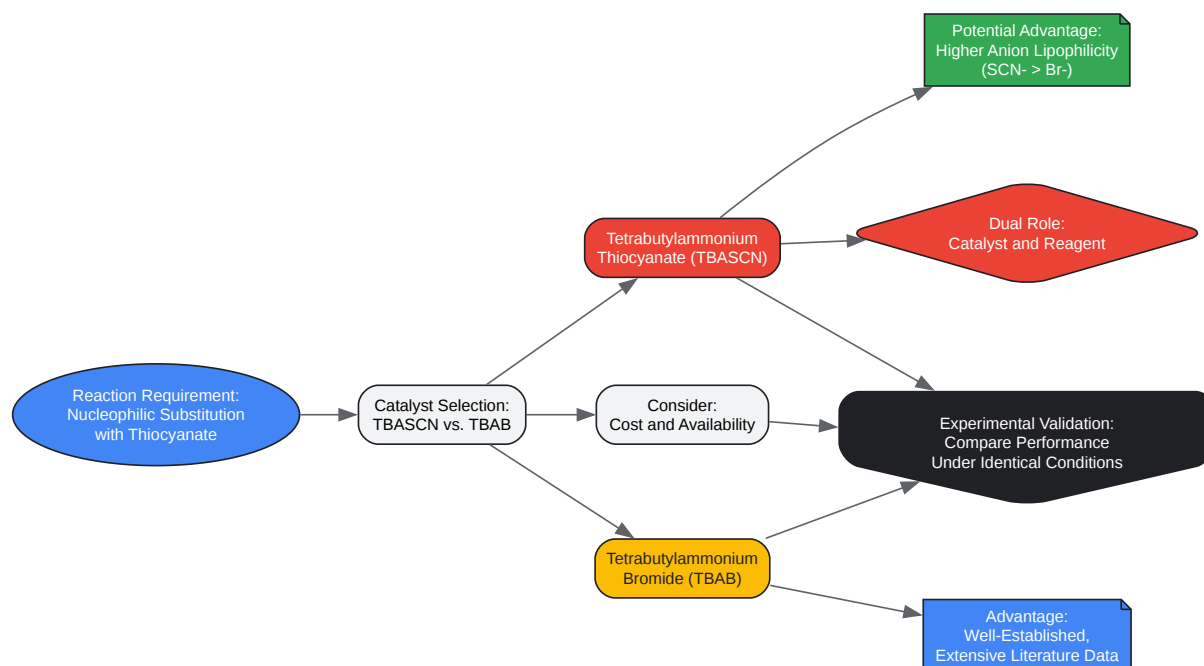 Potential Advantage:
Higher Anion Lipophilicity
(SCN- > Br-)
Dual Role:
Catalyst and Reagent
Tetrabutylammonium
Thiocyanate (TBASCN)
Reaction Requirement:
Nucleophilic Substitution
with Thiocyanate
Catalyst Selection:
TBASCN vs. TBAB
Consider:
Cost and Availability
Experimental Validation:
Compare Performance
Under Identical Conditions
Tetrabutylammonium
Bromide (TBAB)
Advantage:
Well-Established,
Extensive Literature Data